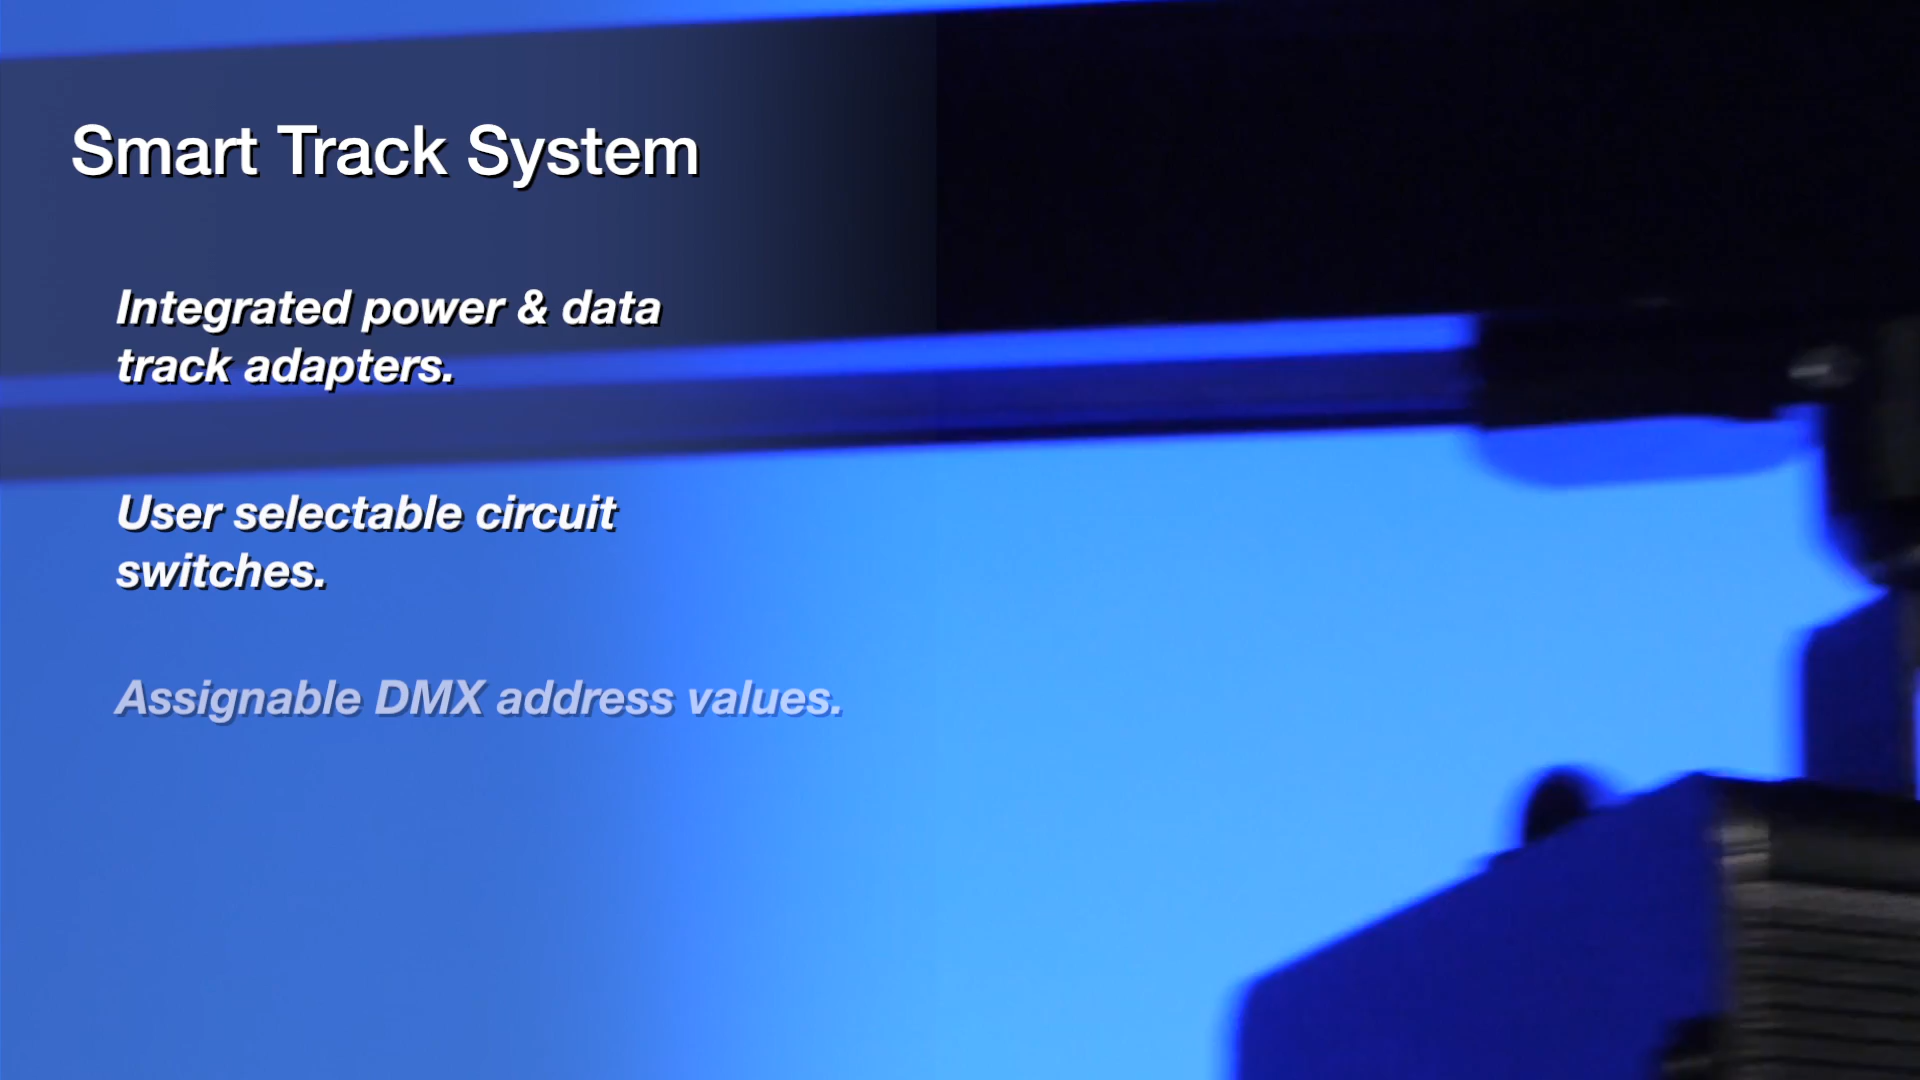 Smart Track System
Integrated power & data
track adapters.
User selectable circuit
switches.
Assignable DMX address values.